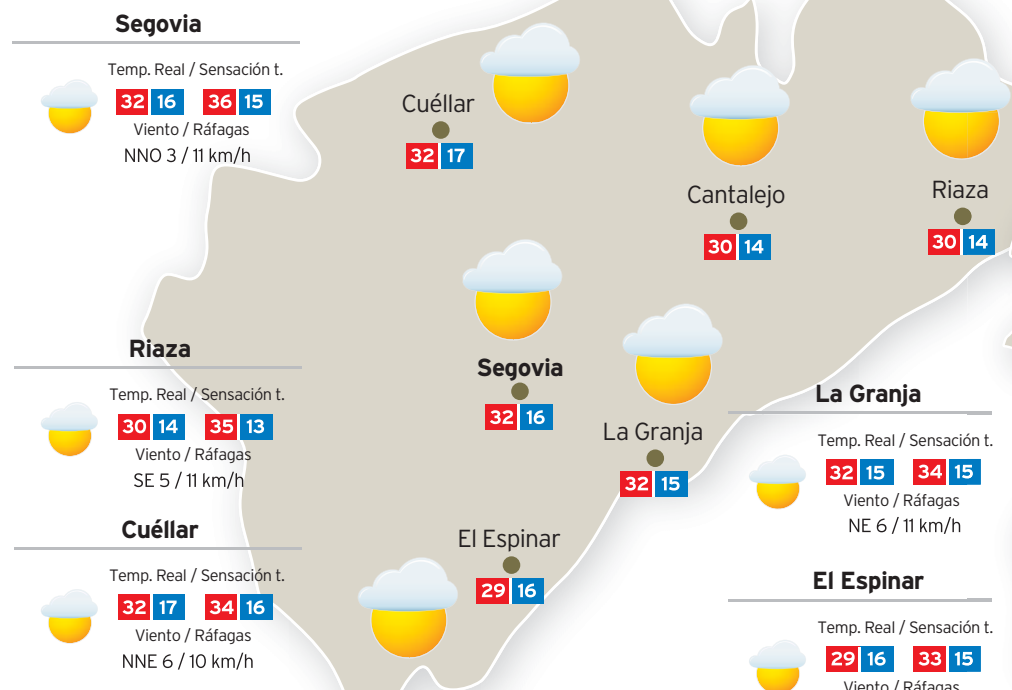 Segovia
Temp. Real / Sensación t.
32 16 36 15
Viento / Ráfagas
NNO 3 / 11 km/h
Cuéllar
32 17
Cantalejo
30 14
Riaza
30 14
Segovia
32 16
La Granja
32 15
El Espinar
29 16
Riaza
Temp. Real / Sensación t.
30 14 35 13
Viento / Ráfagas
SE 5 / 11 km/h
Cuéllar
Temp. Real / Sensación t.
32 17 34 16
Viento / Ráfagas
NNE 6 / 10 km/h
La Granja
Temp. Real / Sensación t.
32 15 34 15
Viento / Ráfagas
NE 6 / 11 km/h
El Espinar
Temp. Real / Sensación t.
29 16 33 15
Viento / Ráfagas